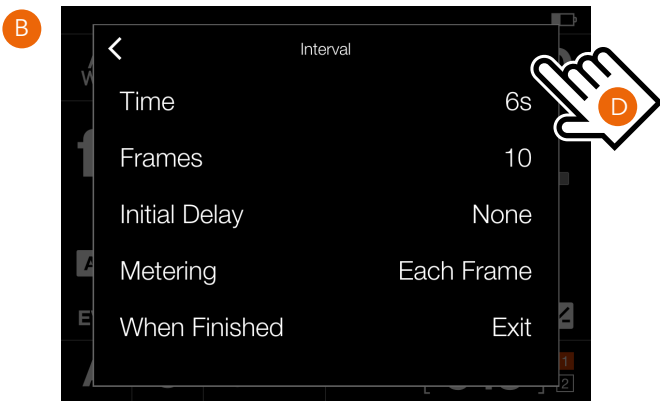 B
Interval
Time 6s
D
Frames 10
Initial Delay None
Metering Each Frame
When Finished Exit
1
2